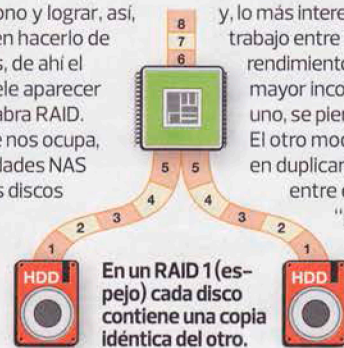 ono y lograr, así,
en hacerlo de
s, de ahí el
ele aparecer
abra RAID.
e nos ocupa,
dades NAS
s discos
y, lo más intere
trabajo entre
rendimiento
mayor inco
uno, se pier
El otro mod
en duplicar
entre
8
7
6
5
5
4
4
3
3
2
2
1
1
HDD
HDD
En un RAID 1 (es-
pejo) cada disco
contiene una copia
idéntica del otro.